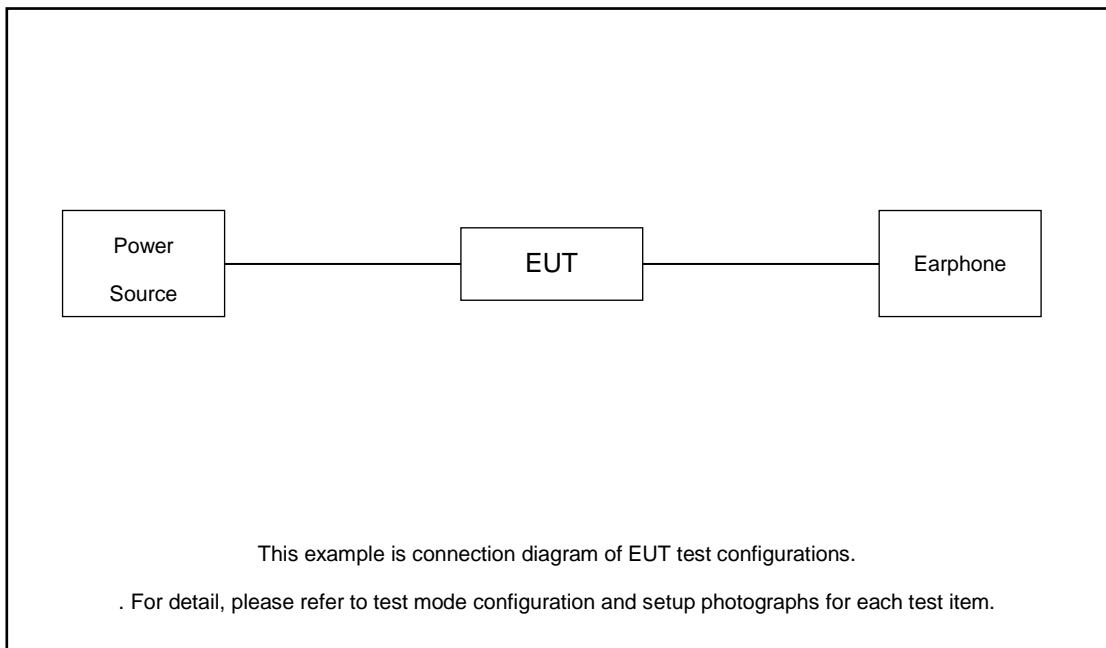 Power
Source
EUT
Earphone
This example is connection diagram of EUT test configurations.
. For detail, please refer to test mode configuration and setup photographs for each test item.